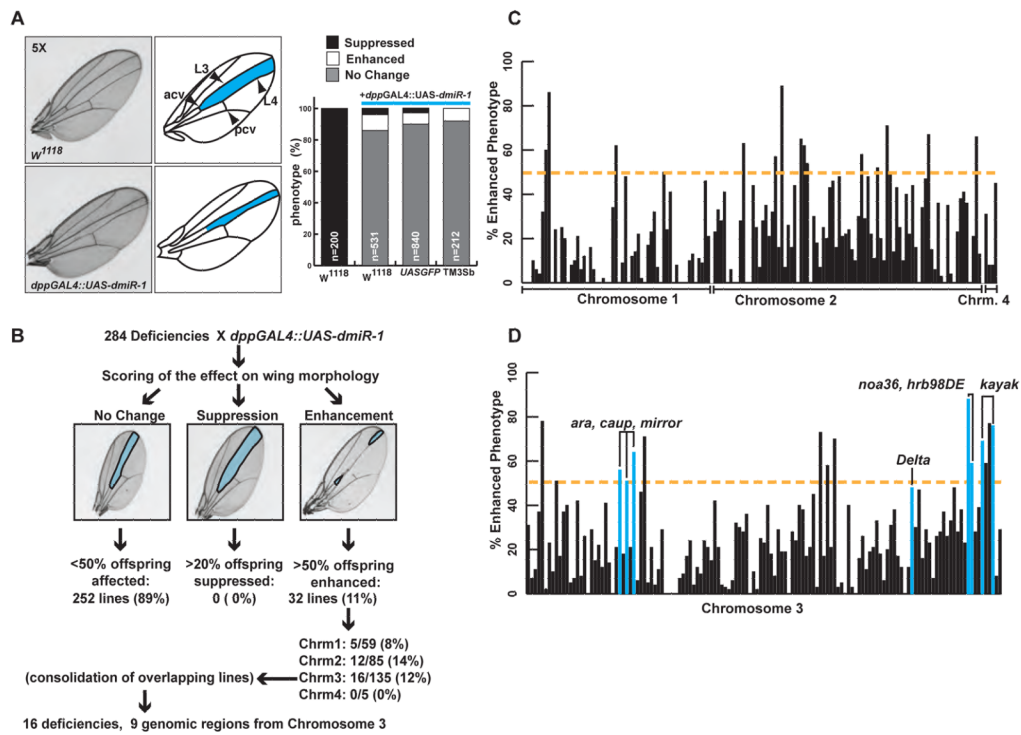 A
5X
W1118
dppGAL4::UAS-dmiR-1
L3
acv
L4
pcv
Suppressed
Enhanced
No Change
+dppGAL4::UAS-dmiR-1
phenotype (%)
100
80
60
40
20
0
n=200
n=531
n=840
n=212
W1118
W1118
UASGFP
TM3Sb
B
284 Deficiencies X dppGAL4::UAS-dmiR-1
Scoring of the effect on wing morphology
No Change
Suppression
Enhancement
<50% offspring
affected:
252 lines (89%)
>20% offspring
suppressed:
0 ( 0%)
>50% offspring
enhanced:
32 lines (11%)
Chrm1: 5/59 (8%)
Chrm2: 12/85 (14%)
Chrm3: 16/135 (12%)
Chrm4: 0/5 (0%)
(consolidation of overlapping lines)
16 deficiencies, 9 genomic regions from Chromosome 3
C
% Enhanced Phenotype
100
80
60
40
20
0
Chromosome 1
Chromosome 2
Chrm. 4
D
% Enhanced Phenotype
100
80
60
40
20
0
ara, caup, mirror
Delta
noa36, hrb98DE
kayak
Chromosome 3